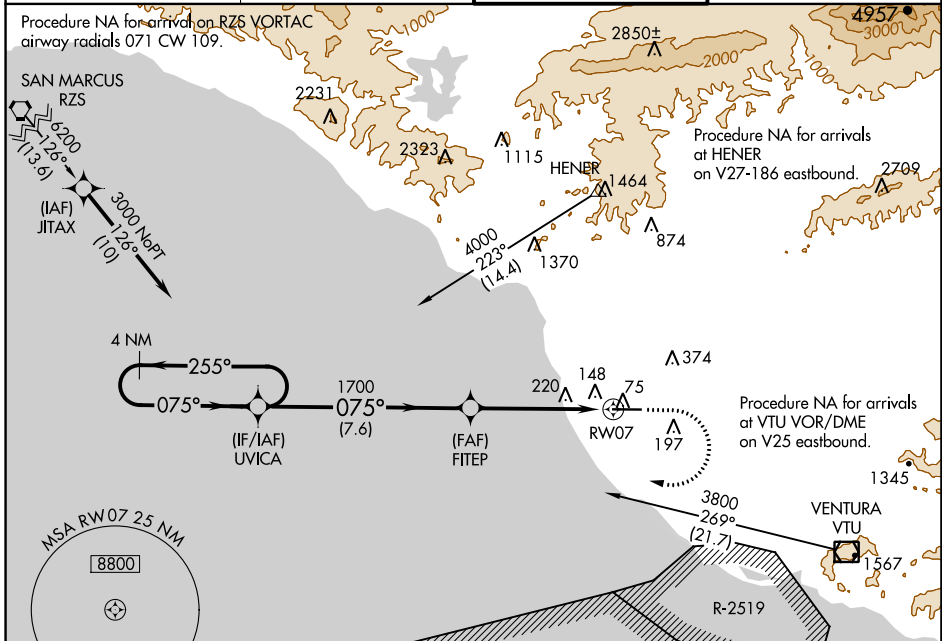 Procedure NA for arrival on RZS VORTAC
airway radials 071 CW 109.
4957
3000
1000
2850±
2000
1000
SAN MARCUS
RZS
2231
6200
126°
(13.6)
2323
1115
Procedure NA for arrivals
at HENER
on V27-186 eastbound.
HENER
1464
2709
(IAF)
JITAX
3000 NoPT
126°
(10)
4000
223°
(14.4)
1370
874
4 NM
255°
374
075°
1700
075°
(7.6)
220
148
75
Procedure NA for arrivals
at VTU VOR/DME
on V25 eastbound.
(IF/IAF)
UVICA
(FAF)
FITEP
RW07
197
1345
3800
269°
(21.7)
VENTURA
VTU
1567
MSA RW07 25 NM
8800
R-2519